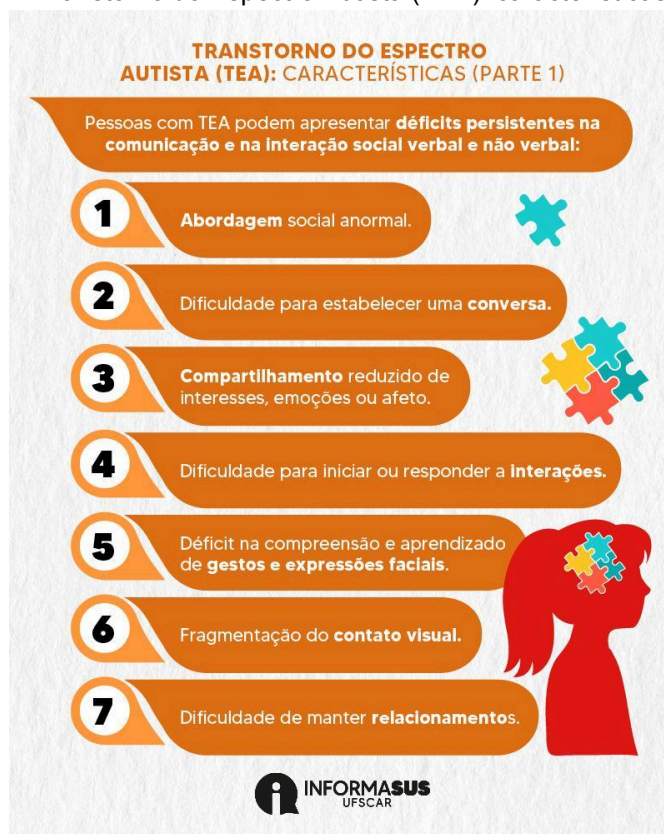 TRANSTORNO DO ESPECTRO
AUTISTA (TEA): CARACTERÍSTICAS (PARTE 1)
Pessoas com TEA podem apresentar déficits persistentes na
comunicação e na interação social verbal e não verbal:
1
Abordagem social anormal.
2
Dificuldade para estabelecer uma conversa.
3
Compartilhamento reduzido de
interesses, emoções ou afeto.
4
Dificuldade para iniciar ou responder a interações.
5
Déficit na compreensão e aprendizado
de gestos e expressões faciais.
6
Fragmentação do contato visual.
7
Dificuldade de manter relacionamentos.
INFORMASUS
UFSCAR